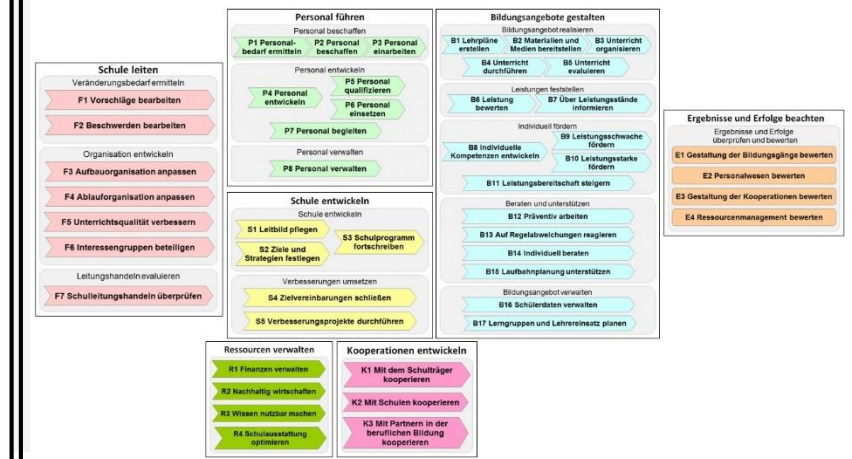 Schule leiten
Veränderungsbedarf ermitteln
F1 Vorschläge bearbeiten
F2 Beschwerden bearbeiten
Organisation entwickeln
F3 Aufbauorganisation anpassen
F4 Ablauforganisation anpassen
F5 Unterrichtsqualität verbessern
F6 Interessengruppen beteiligen
Leitungshandeln evaluieren
F7 Schulleitungshandeln überprüfen
Personal führen
Personal beschaffen
P1 Personal-
bedarf ermitteln
P2 Personal
beschaffen
P3 Personal
einarbeiten
Personal entwickeln
P4 Personal
entwickeln
P5 Personal
qualifizieren
P6 Personal
einsetzen
P7 Personal begleiten
Personal verwalten
P8 Personal verwalten
Schule entwickeln
Schule entwickeln
S1 Leitbild pflegen
S2 Ziele und
Strategien festlegen
S3 Schulprogramm
fortschreiben
Verbesserungen umsetzen
S4 Zielvereinbarungen schließen
S5 Verbesserungsprojekte durchführen
Bildungsangebote gestalten
Bildungsangebot realisieren
B1 Lehrpläne
erstellen
B2 Materialien und
Medien bereitstellen
B3 Unterricht
organisieren
B4 Unterricht
durchführen
B5 Unterricht
evaluieren
Leistungen feststellen
B6 Leistung
bewerten
B7 Über Leistungsstände
informieren
Individuell fördern
B8 Individuelle
Kompetenzen entwickeln
B9 Leistungsschwache
fördern
B10 Leistungsstarke
fördern
B11 Leistungsbereitschaft steigern
Beraten und unterstützen
B12 Präventiv arbeiten
B13 Auf Regelabweichungen reagieren
B14 Individuell beraten
B15 Laufbahnplanung unterstützen
Bildungsangebot verwalten
B16 Schülerdaten verwalten
B17 Lerngruppen und Lehrereinsatz planen
Ergebnisse und Erfolge beachten
Ergebnisse und Erfolge
überprüfen und bewerten
E1 Gestaltung der Bildungsgänge bewerten
E2 Personalwesen bewerten
E3 Gestaltung der Kooperationen bewerten
E4 Ressourcenmanagement bewerten
Ressourcen verwalten
R1 Finanzen verwalten
R2 Nachhaltig wirtschaften
R3 Wissen nutzbar machen
R4 Schulausstattung
optimieren
Kooperationen entwickeln
K1 Mit dem Schulträger
kooperieren
K2 Mit Schulen kooperieren
K3 Mit Partnern in der
beruflichen Bildung
kooperieren